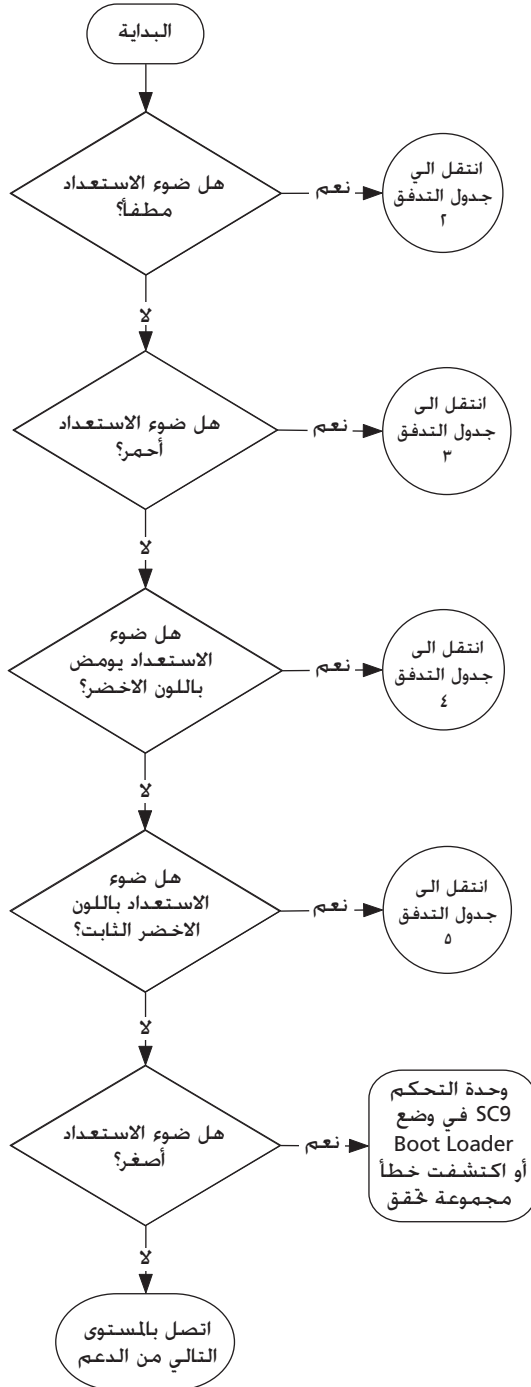 البداية
هل ضوء الاستعداد
مطفأ؟
نعم
انتقل الي
جدول التدفق
٢
لا
هل ضوء الاستعداد
أحمر؟
نعم
انتقل الى
جدول التدفق
٣
لا
هل ضوء
الاستعداد يومض
باللون الاخضر؟
نعم
انتقل الى
جدول التدفق
٤
لا
هل ضوء
الاستعداد باللون
الاخضر الثابت؟
نعم
انتقل الى
جدول التدفق
٥
لا
هل ضوء الاستعداد
أصغر؟
نعم
وحدة التحكم
SC9 في وضع
Boot Loader
أو اكتشفت خطأ
مجموعة تحقق.
لا
اتصل بالمستوى
التالي من الدعم